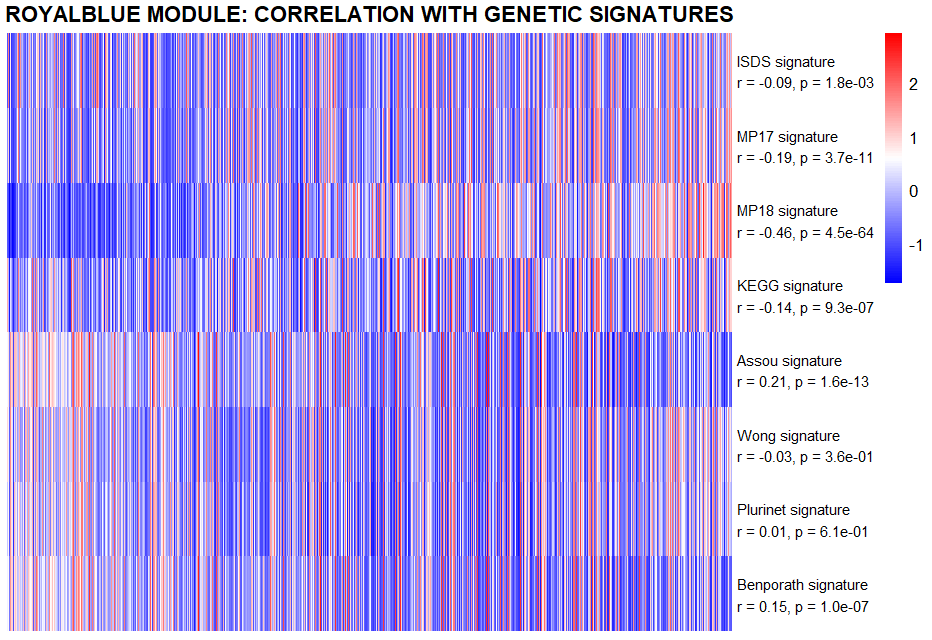 ROYALBLUE MODULE: CORRELATION WITH GENETIC SIGNATURES
ISDS signature
r = -0.09, p = 1.8e-03
MP17 signature
r = -0.19, p = 3.7e-11
MP18 signature
r = -0.46, p = 4.5e-64
KEGG signature
r = -0.14, p = 9.3e-07
Assou signature
r = 0.21, p = 1.6e-13
Wong signature
r = -0.03, p = 3.6e-01
Plurinet signature
r = 0.01, p = 6.1e-01
Benporath signature
r = 0.15, p = 1.0e-07
2
1
0
-1